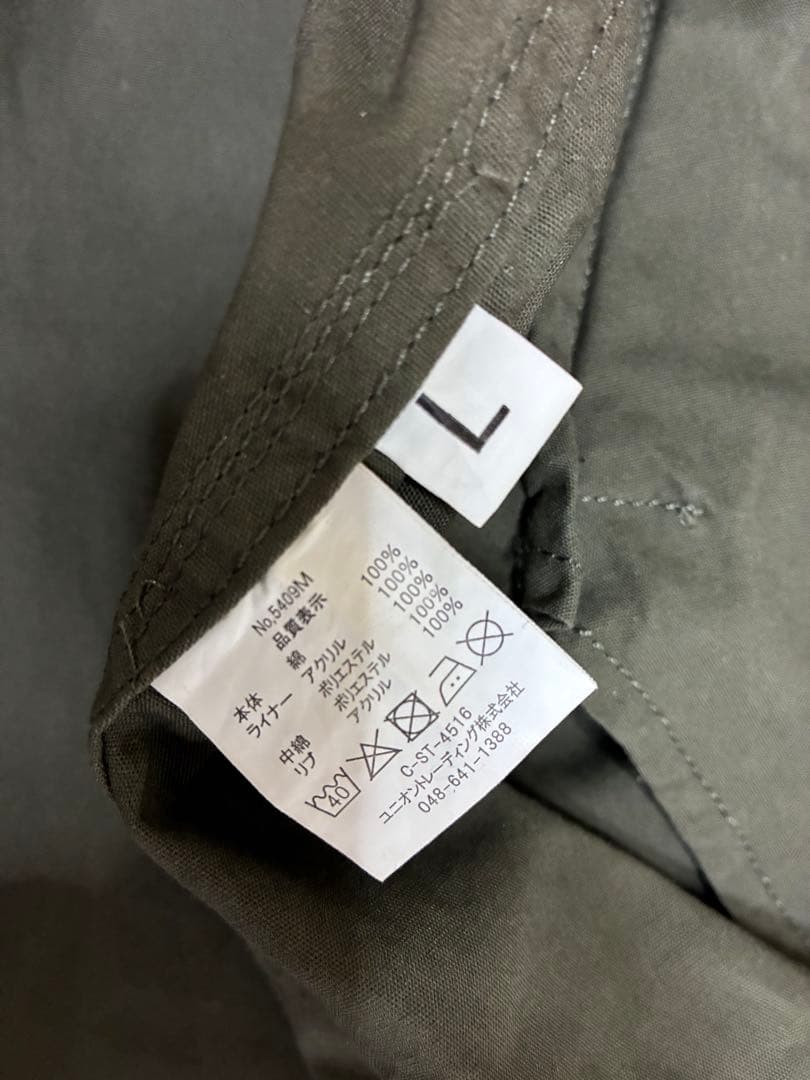 L
No,5409M
品質表示
本体 綿 100%
ライナー アクリル 100%
ポリエステル 100%
中綿 ポリエステル 100%
リブ アクリル 100%
40
C-ST-4516
ユニオントレーディング株式会社
048-641-1388